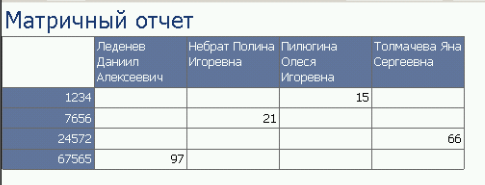 Матричный отчет
Леденев Даниил Алексеевич
Небрат Полина Игоревна
Пилюгина Олеся Игоревна
Толмачева Яна Сергеевна
1234 15
7656 21
24572 66
67565 97